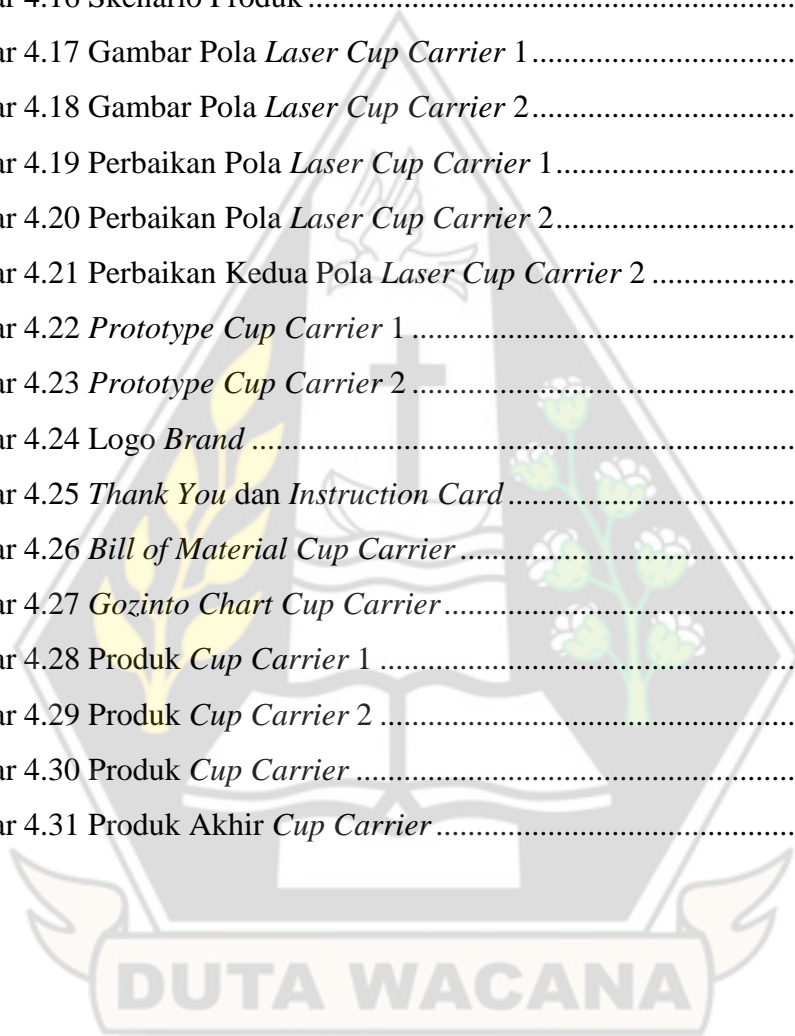 ar 4.16 Skenario Produk ........................................................................
ar 4.17 Gambar Pola Laser Cup Carrier 1 ........................................
ar 4.18 Gambar Pola Laser Cup Carrier 2 ........................................
ar 4.19 Perbaikan Pola Laser Cup Carrier 1 ....................................
ar 4.20 Perbaikan Pola Laser Cup Carrier 2 ....................................
ar 4.21 Perbaikan Kedua Pola Laser Cup Carrier 2 ......................
ar 4.22 Prototype Cup Carrier 1 ..........................................................
ar 4.23 Prototype Cup Carrier 2 ..........................................................
ar 4.24 Logo Brand ................................................................................
ar 4.25 Thank You dan Instruction Card ...........................................
ar 4.26 Bill of Material Cup Carrier ..................................................
ar 4.27 Gozinto Chart Cup Carrier .....................................................
ar 4.28 Produk Cup Carrier 1 ...............................................................
ar 4.29 Produk Cup Carrier 2 ...............................................................
ar 4.30 Produk Cup Carrier ...................................................................
ar 4.31 Produk Akhir Cup Carrier .......................................................
DUTA WACANA